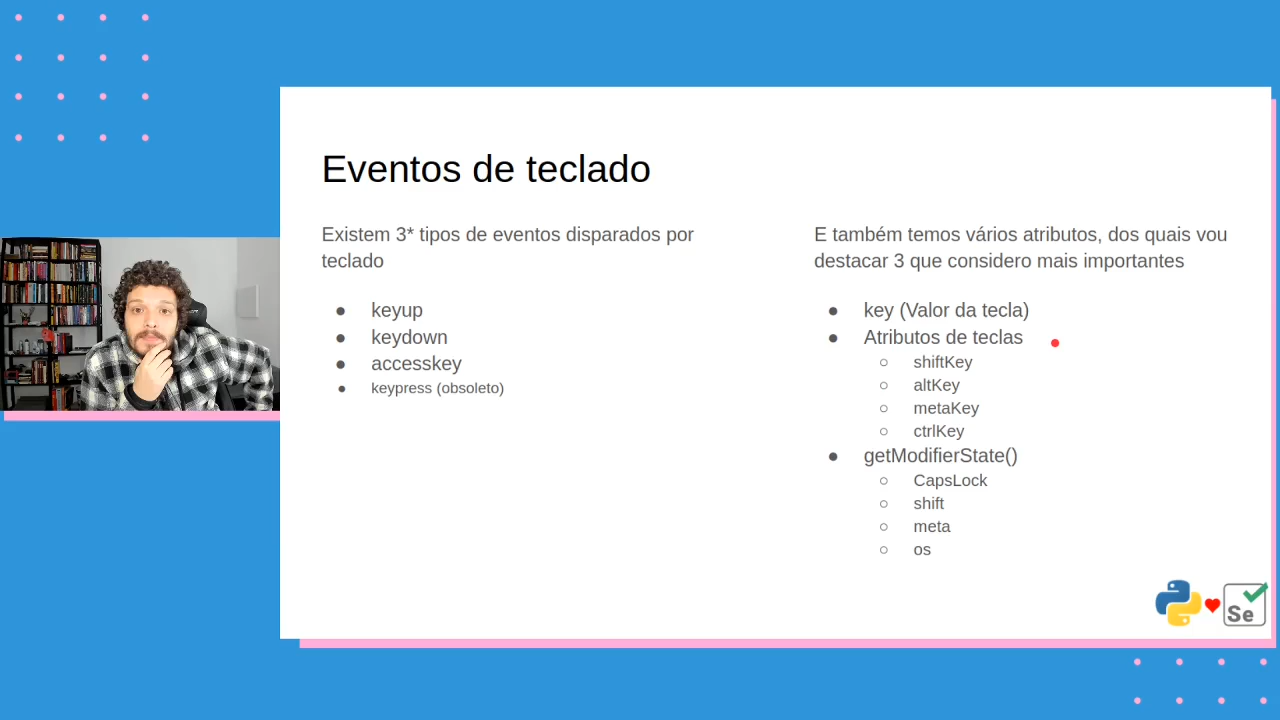 Eventos de teclado
Existem 3* tipos de eventos disparados por
teclado
keyup
keydown
accesskey
keypress (obsoleto)
E também temos vários atributos, dos quais vou
destacar 3 que considero mais importantes
key (Valor da tecla)
Atributos de teclas
shiftKey
altKey
metaKey
ctrlKey
getModifierState()
CapsLock
shift
meta
os
Se